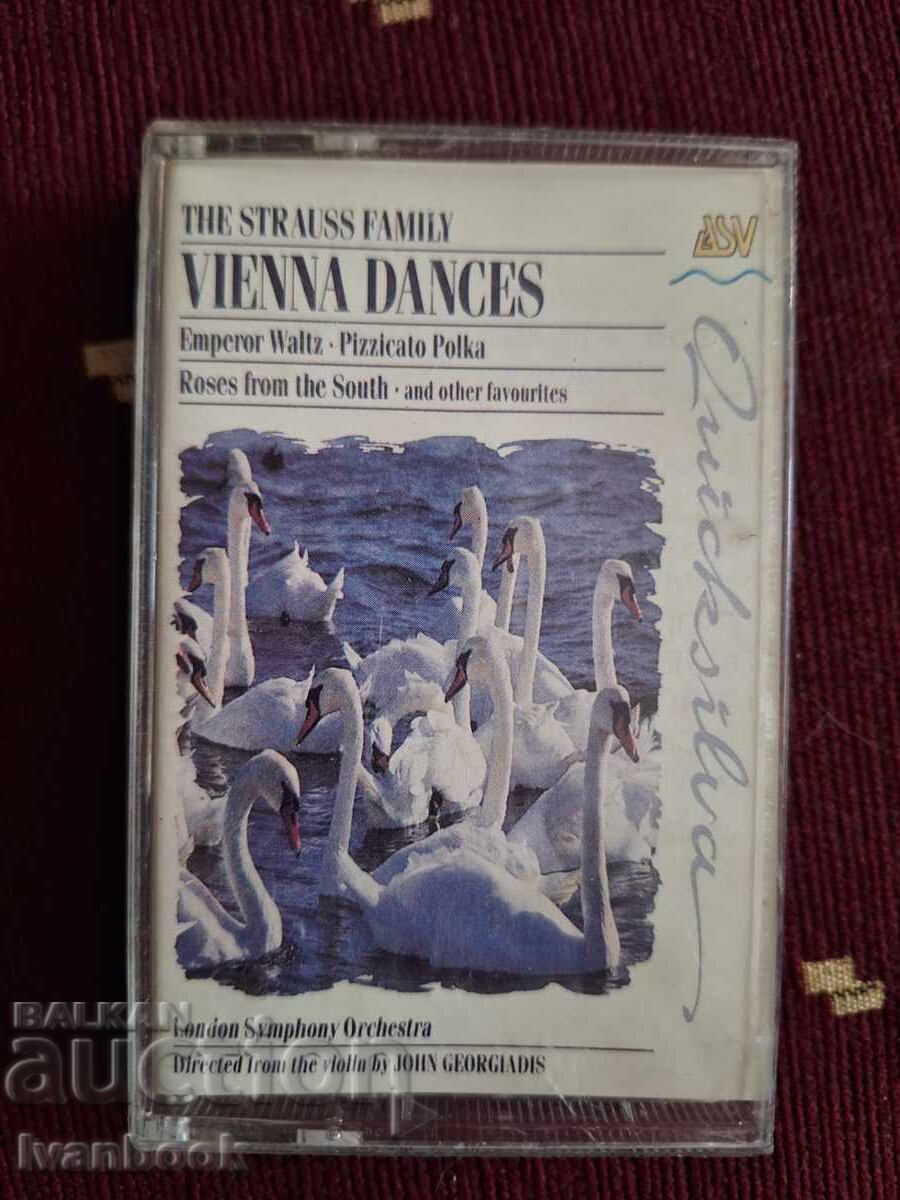 THE STRAUSS FAMILY
VIENNA DANCES
Emperor Waltz · Pizzicato Polka
Roses from the South · and other favourites
ASV
Quicksilva
London Symphony Orchestra
Directed from the violin by JOHN GEORGIADIS
BALKAN
auction
Ivanbook